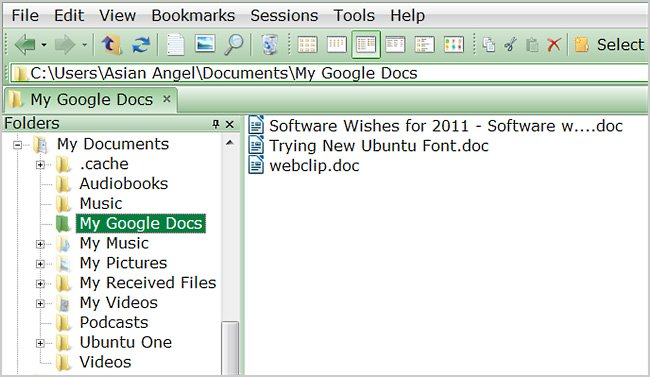 File Edit View Bookmarks Sessions Tools Help
Select
C:\Users\Asian Angel\Documents\My Google Docs
My Google Docs
Folders
My Documents
.cache
Audiobooks
Music
My Google Docs
My Music
My Pictures
My Received Files
My Videos
Podcasts
Ubuntu One
Videos
Software Wishes for 2011 - Software w....doc
Trying New Ubuntu Font.doc
webclip.doc